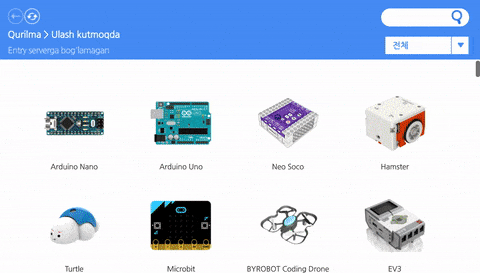 Qurilma > Ulash kutmoqda
Entry serverga bog'lamagan
전체
Arduino Nano
Arduino Uno
Neo Soco
Hamster
Turtle
Microbit
BYROBOT Coding Drone
EV3